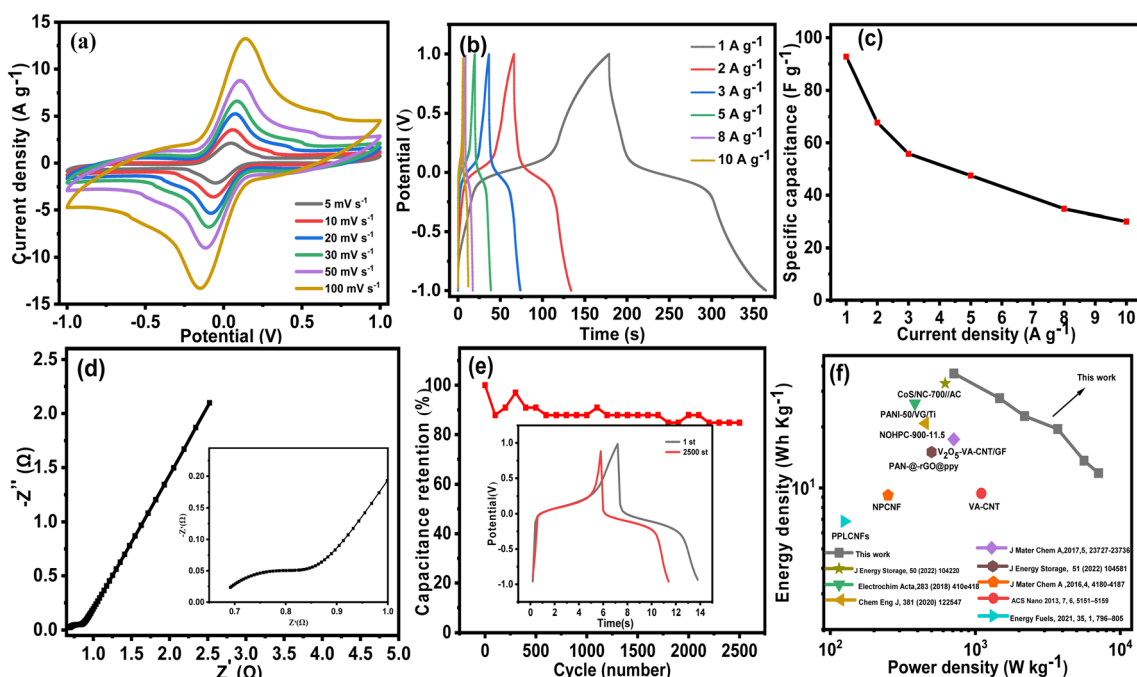 (a)
Current density (A g-1)
15
10
5
0
-5
-10
-15
5 mV s-1
10 mV s-1
20 mV s-1
30 mV s-1
50 mV s-1
100 mV s-1
-1.0 -0.5 0.0 0.5 1.0
Potential (V)
(b)
Potential (V)
1.0
0.5
0.0
-0.5
-1.0
1 A g-1
2 A g-1
3 A g-1
5 A g-1
8 A g-1
10 A g-1
0 50 100 150 200 250 300 350
Time (s)
(c)
Specific capacitance (F g-1)
100
80
60
40
20
0
1 2 3 4 5 6 7 8 9 10
Current density (A g-1)
(d)
-Z'' (Ω)
2.5
2.0
1.5
1.0
0.5
0.0
0.20
0.15
0.10
0.05
0.00
0.7 0.8 0.9 1.0
Z'(Ω)
1.0 1.5 2.0 2.5 3.0 3.5 4.0 4.5 5.0
Z' (Ω)
(e)
Capacitance retention (%)
120
100
80
60
40
20
0
1 st
2500 st
Potential(V)
1.0
0.5
0.0
-0.5
-1.0
0 2 4 6 8 10 12 14
Time(s)
0 500 1000 1500 2000 2500
Cycle (number)
(f)
Energy density (Wh Kg-1)
10^1
This work
CoS/NC-700//AC
PANI-50/VG/Ti
NOHPC-900-11.5
V2O5-VA-CNT/GF
PAN-@-rGO@ppy
NPCNF
VA-CNT
PPLCNFs
This work
J Energy Storage, 50 (2022) 104220
Electrochim Acta,283 (2018) 410e418
Chem Eng J, 381 (2020) 122547
J Mater Chem A,2017,5, 23727-23736
J Energy Storage, 51 (2022) 104581
J Mater Chem A ,2016,4, 4180-4187
ACS Nano 2013, 7, 6, 5151–5159
Energy Fuels, 2021, 35, 1, 796–805
10^2 10^3 10^4
Power density (W kg-1)